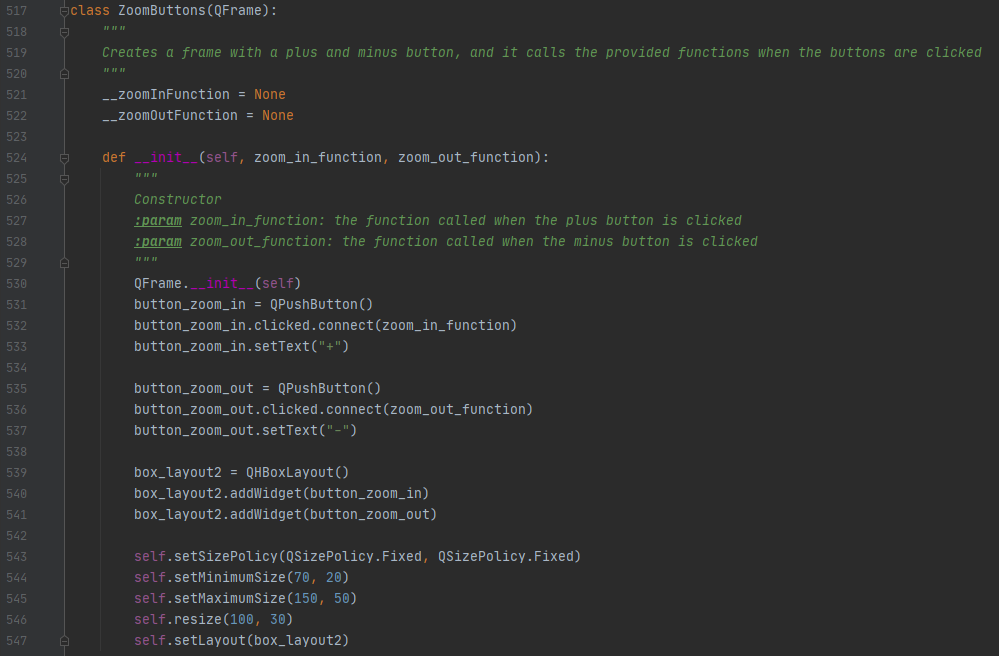 517 class ZoomButtons(QFrame):
518     """
519     Creates a frame with a plus and minus button, and it calls the provided functions when the buttons are clicked
520     """
521     __zoomInFunction = None
522     __zoomOutFunction = None
523
524     def __init__(self, zoom_in_function, zoom_out_function):
525         """
526         Constructor
527         :param zoom_in_function: the function called when the plus button is clicked
528         :param zoom_out_function: the function called when the minus button is clicked
529         """
530         QFrame.__init__(self)
531         button_zoom_in = QPushButton()
532         button_zoom_in.clicked.connect(zoom_in_function)
533         button_zoom_in.setText("+")
534
535         button_zoom_out = QPushButton()
536         button_zoom_out.clicked.connect(zoom_out_function)
537         button_zoom_out.setText("-")
538
539         box_layout2 = QHBoxLayout()
540         box_layout2.addWidget(button_zoom_in)
541         box_layout2.addWidget(button_zoom_out)
542
543         self.setSizePolicy(QSizePolicy.Fixed, QSizePolicy.Fixed)
544         self.setMinimumSize(70, 20)
545         self.setMaximumSize(150, 50)
546         self.resize(100, 30)
547         self.setLayout(box_layout2)